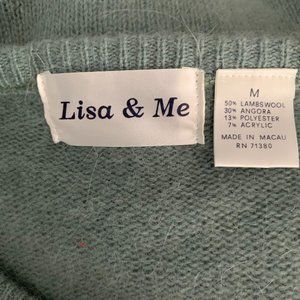 Lisa & Me
M
50% LAMBSWOOL
30% ANGORA
13% POLYESTER
7% ACRYLIC
MADE IN MACAU
RN 71380